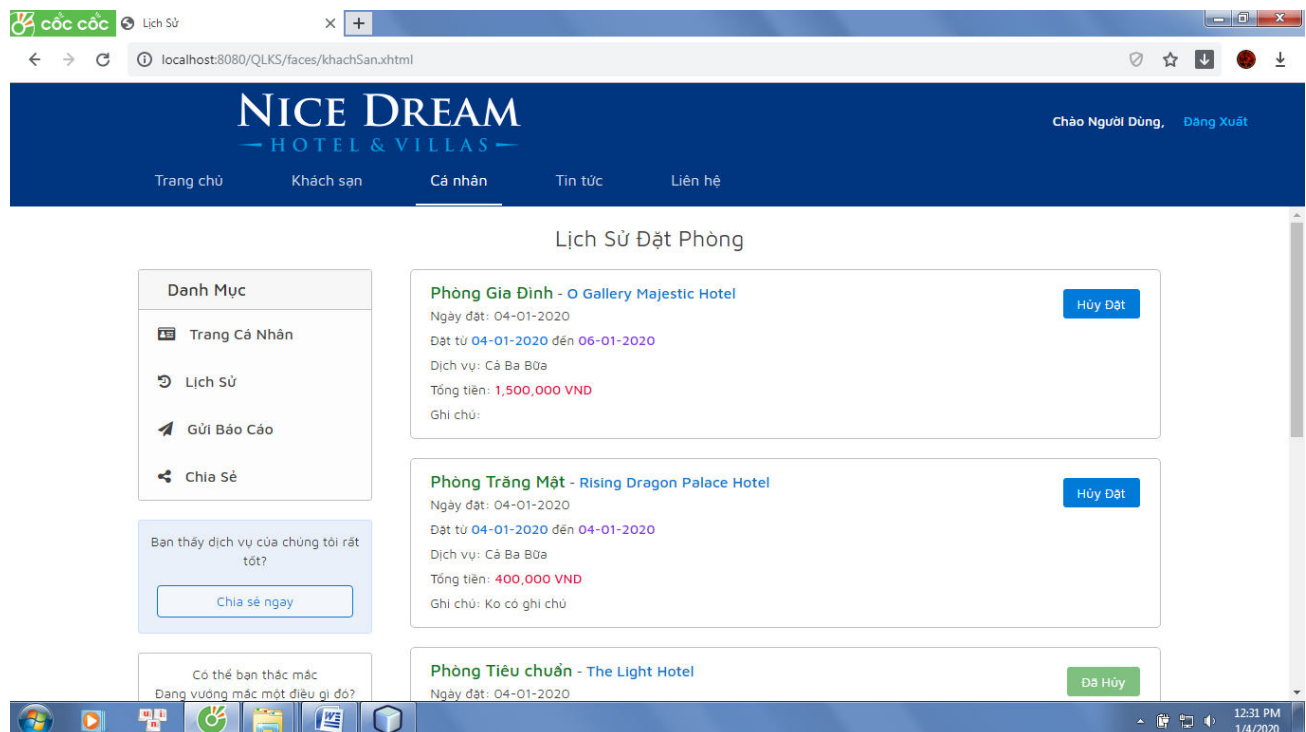 cốc cốc
Lịch Sử
localhost:8080/QLKS/faces/khachSan.xhtml
NICE DREAM
HOTEL & VILLAS
Chào Người Dùng, Đăng Xuất
Trang chủ Khách sạn Cá nhân Tin tức Liên hệ
Lịch Sử Đặt Phòng
Danh Mục
Trang Cá Nhân
Lịch Sử
Gửi Báo Cáo
Chia Sẻ
Bạn thấy dịch vụ của chúng tôi rất
tốt?
Chia sẻ ngay
Có thể bạn thắc mắc
Đang vướng mắc một điều gì đó?
Phòng Gia Đình - O Gallery Majestic Hotel
Hủy Đặt
Ngày đặt: 04-01-2020
Đặt từ 04-01-2020 đến 06-01-2020
Dịch vụ: Cả Ba Bữa
Tổng tiền: 1,500,000 VND
Ghi chú:
Phòng Trăng Mật - Rising Dragon Palace Hotel
Hủy Đặt
Ngày đặt: 04-01-2020
Đặt từ 04-01-2020 đến 04-01-2020
Dịch vụ: Cả Ba Bữa
Tổng tiền: 400,000 VND
Ghi chú: Ko có ghi chú
Phòng Tiêu chuẩn - The Light Hotel
Đã Hủy
Ngày đặt: 04-01-2020
12:31 PM
1/4/2020